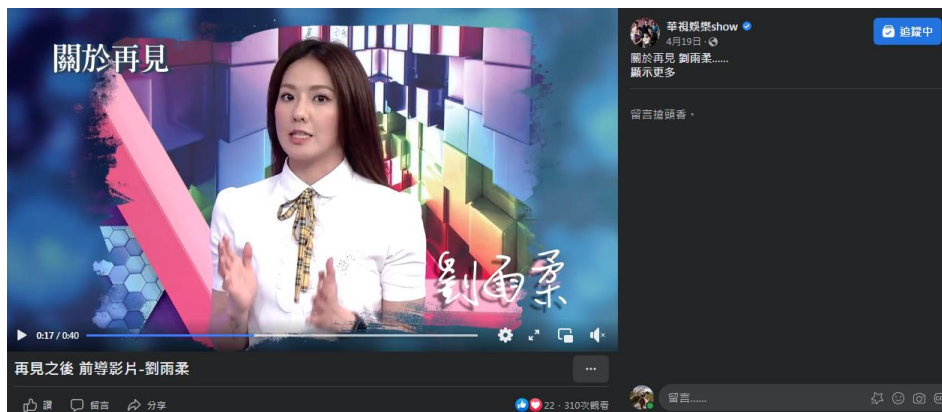 關於再見
劉雨柔
0:17 / 0:40
再見之後 前導影片-劉雨柔
...
讚
留言
分享
22 · 310次觀看
華視娛樂show
4月19日 ·
追蹤中
關於再見 劉雨柔......
顯示更多
留言搶頭香。
留言......